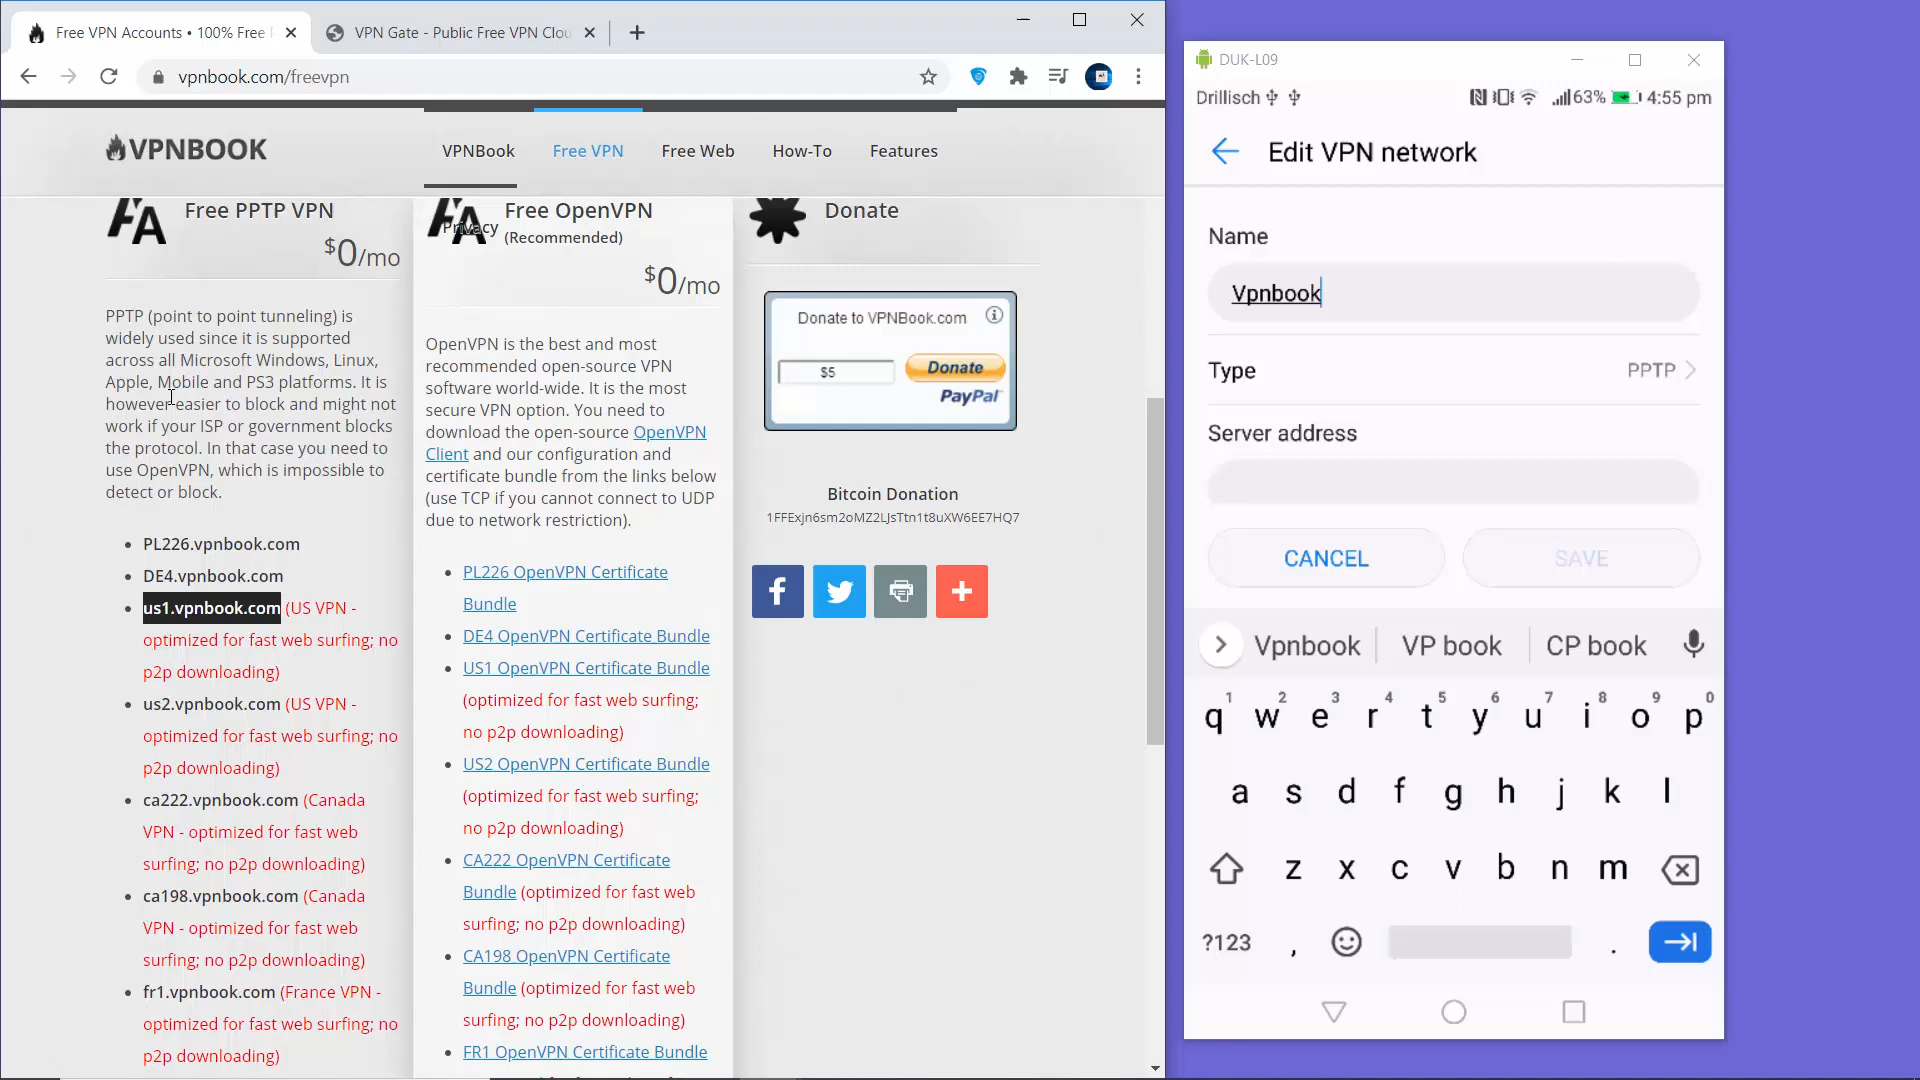 Free VPN Accounts • 100% Free P
VPN Gate - Public Free VPN Clou
vpnbook.com/freevpn
VPNBOOK
VPNBook
Free VPN
Free Web
How-To
Features
Privacy
Free PPTP VPN
$0/mo
PPTP (point to point tunneling) is
widely used since it is supported
across all Microsoft Windows, Linux,
Apple, Mobile and PS3 platforms. It is
however easier to block and might not
work if your ISP or government blocks
the protocol. In that case you need to
use OpenVPN, which is impossible to
detect or block.
• PL226.vpnbook.com
• DE4.vpnbook.com
• us1.vpnbook.com (US VPN -
optimized for fast web surfing; no
p2p downloading)
• us2.vpnbook.com (US VPN -
optimized for fast web surfing; no
p2p downloading)
• ca222.vpnbook.com (Canada
VPN - optimized for fast web
surfing; no p2p downloading)
• ca198.vpnbook.com (Canada
VPN - optimized for fast web
surfing; no p2p downloading)
• fr1.vpnbook.com (France VPN -
optimized for fast web surfing; no
p2p downloading)
Free OpenVPN
(Recommended)
$0/mo
OpenVPN is the best and most
recommended open-source VPN
software world-wide. It is the most
secure VPN option. You need to
download the open-source OpenVPN
Client and our configuration and
certificate bundle from the links below
(use TCP if you cannot connect to UDP
due to network restriction).
• PL226 OpenVPN Certificate
Bundle
• DE4 OpenVPN Certificate Bundle
• US1 OpenVPN Certificate Bundle
(optimized for fast web surfing;
no p2p downloading)
• US2 OpenVPN Certificate Bundle
(optimized for fast web surfing;
no p2p downloading)
• CA222 OpenVPN Certificate
Bundle (optimized for fast web
surfing; no p2p downloading)
• CA198 OpenVPN Certificate
Bundle (optimized for fast web
surfing; no p2p downloading)
• FR1 OpenVPN Certificate Bundle
Donate
Donate to VPNBook.com
$5
Donate
PayPal
Bitcoin Donation
1FFExjn6sm2oMZ2LJsTtn1t8uXW6EE7HQ7
DUK-L09
Drillisch
63%
4:55 pm
Edit VPN network
Name
Vpnbook
Type
PPTP
Server address
CANCEL
SAVE
Vpnbook
VP book
CP book
1 2 3 4 5 6 7 8 9 0
q w e r t y u i o p
a s d f g h j k l
z x c v b n m
?123 , .